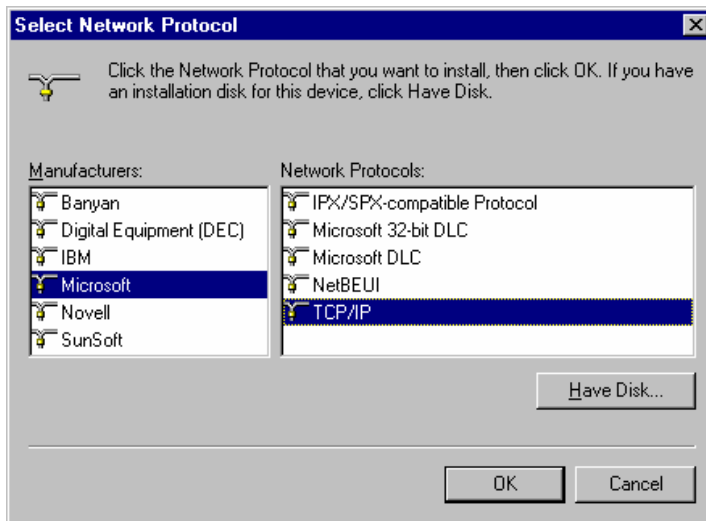 Select Network Protocol
Click the Network Protocol that you want to install, then click OK. If you have
an installation disk for this device, click Have Disk.
Manufacturers:
Banyan
Digital Equipment (DEC)
IBM
Microsoft
Novell
SunSoft
Network Protocols:
IPX/SPX-compatible Protocol
Microsoft 32-bit DLC
Microsoft DLC
NetBEUI
TCP/IP
Have Disk...
OK
Cancel